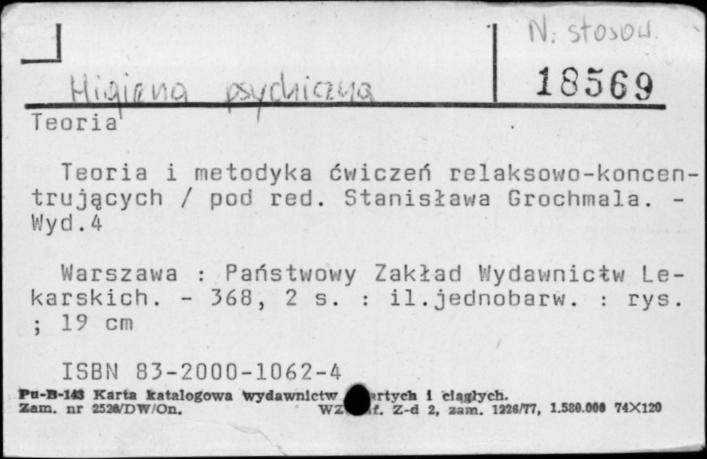 N. stosow.
18569
Higiena psychiczna
Teoria
Teoria i metodyka ćwiczeń relaksowo-koncen-
trujących / pod red. Stanisława Grochmala. -
Wyd.4
Warszawa : Państwowy Zakład Wydawnictw Le-
karskich. - 368, 2 s. : il.jednobarw. : rys.
; 19 cm
ISBN 83-2000-1062-4
Pu-B-143 Karta katalogowa wydawnictw artych i ciągłych.
Zam. nr 2526/DW/On. WZ f. Z-d 2, zam. 1226/77, 1.580.000 74X120